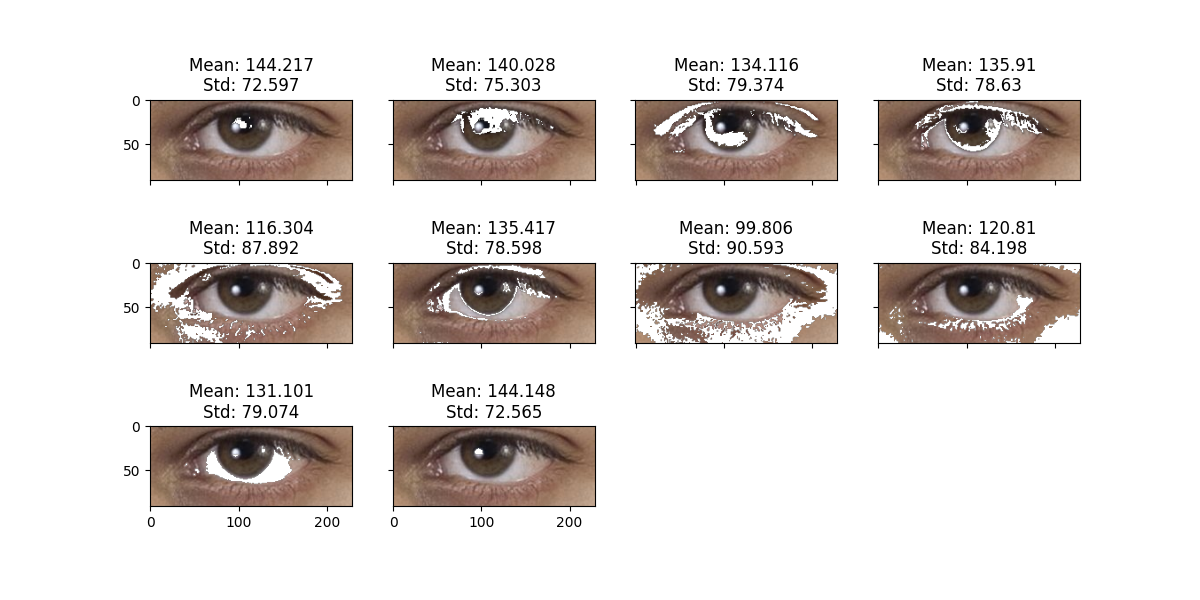 Mean: 144.217
Std: 72.597
Mean: 140.028
Std: 75.303
Mean: 134.116
Std: 79.374
Mean: 135.91
Std: 78.63
0
50
Mean: 116.304
Std: 87.892
Mean: 135.417
Std: 78.598
Mean: 99.806
Std: 90.593
Mean: 120.81
Std: 84.198
0
50
Mean: 131.101
Std: 79.074
Mean: 144.148
Std: 72.565
0
50
0 100 200
0 100 200